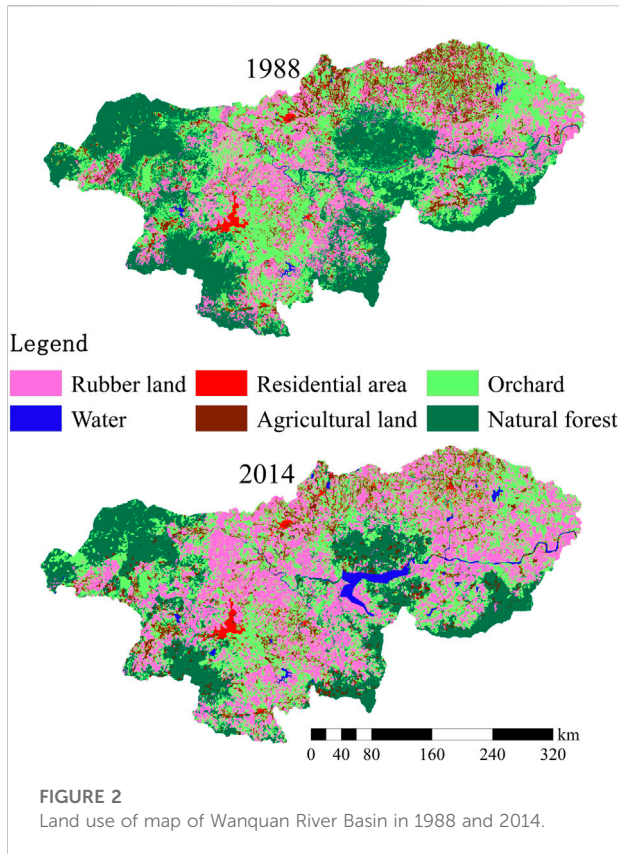 1988
Legend
Rubber land Residential area Orchard
Water Agricultural land Natural forest
2014
km
0 20 40 80 160 240 320
FIGURE 2
Land use of map of Wanquan River Basin in 1988 and 2014.